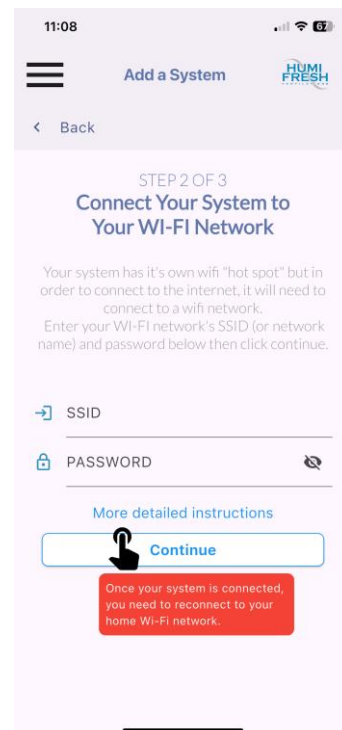 11:08
67
Add a System
HUMI
FRESH
< Back
STEP 2 OF 3
Connect Your System to
Your WI-FI Network
Your system has it's own wifi "hot spot" but in
order to connect to the internet, it will need to
connect to a wifi network.
Enter your WI-FI network's SSID (or network
name) and password below then click continue.
SSID
PASSWORD
More detailed instructions
Continue
Once your system is connected,
you need to reconnect to your
home Wi-Fi network.